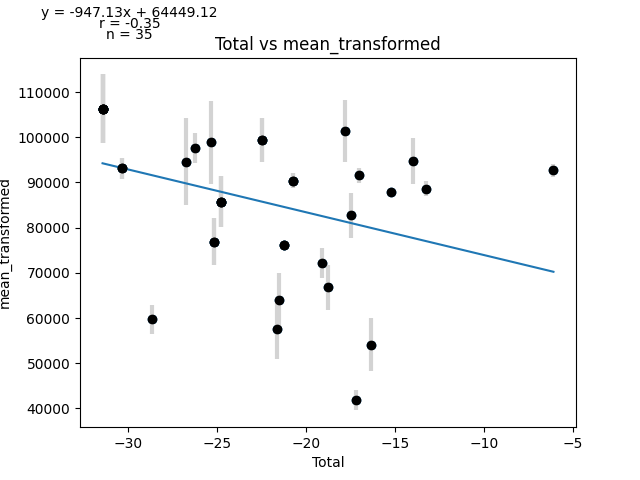 y = -947.13x + 64449.12
r = -0.35
n = 35
Total vs mean_transformed
mean_transformed
110000
100000
90000
80000
70000
60000
50000
40000
−30
−25
−20
−15
−10
−5
Total